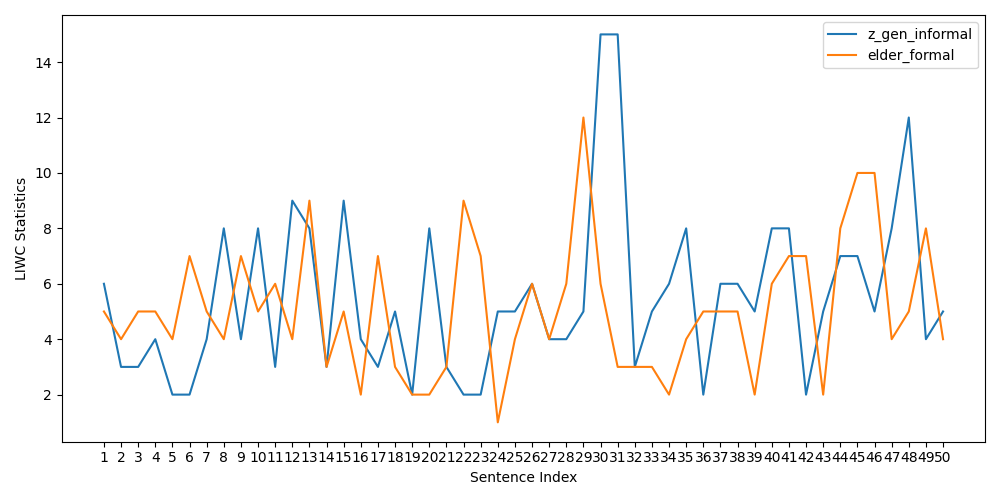 z_gen_informal
elder_formal
14
12
10
8
6
4
2
LIWC Statistics
1 2 3 4 5 6 7 8 9 10 11 12 13 14 15 16 17 18 19 20 21 22 23 24 25 26 27 28 29 30 31 32 33 34 35 36 37 38 39 40 41 42 43 44 45 46 47 48 49 50
Sentence Index